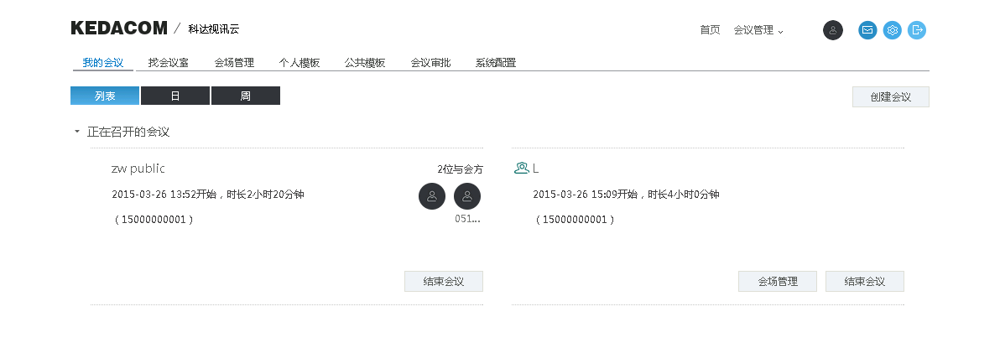 KEDACOM / 科达视讯云
首页 会议管理
我的会议 找会议室 会场管理 个人模板 公共模板 会议审批 系统配置
列表 日 周 创建会议
正在召开的会议
zw public 2位与会方
2015-03-26 13:52开始，时长2小时20分钟
（15000000001） 051...
结束会议
L
2015-03-26 15:09开始，时长4小时0分钟
（15000000001）
会场管理 结束会议